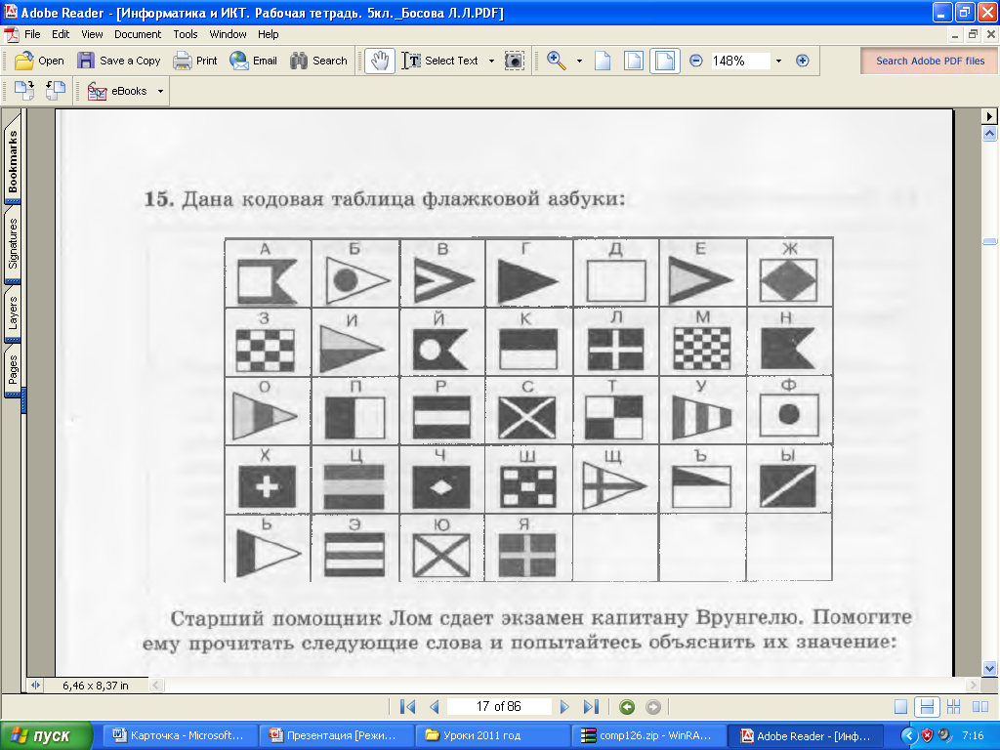 Adobe Reader - [Информатика и ИКТ. Рабочая тетрадь. 5кл._Босова Л.Л.PDF]
File Edit View Document Tools Window Help
Open Save a Copy Print Email Search Select Text 148% Search Adobe PDF files
eBooks
Bookmarks
Signatures
Layers
Pages
15. Дана кодовая таблица флажковой азбуки:
А Б В Г Д Е Ж
З И Й К Л М Н
О П Р С Т У Ф
Х Ц Ч Ш Щ Ъ Ы
Ь Э Ю Я
Старший помощник Лом сдает экзамен капитану Врунгелю. Помогите
ему прочитать следующие слова и попытайтесь объяснить их значение:
6,46 x 8,37 in
17 of 86
пуск Карточка - Microsoft... Презентация [Режи... Уроки 2011 год comp126.zip - WinRA... Adobe Reader - [Инф... 7:16